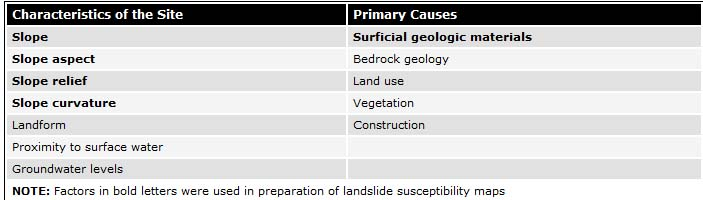 Characteristics of the Site Primary Causes
Slope Surficial geologic materials
Slope aspect Bedrock geology
Slope relief Land use
Slope curvature Vegetation
Landform Construction
Proximity to surface water
Groundwater levels
NOTE: Factors in bold letters were used in preparation of landslide susceptibility maps